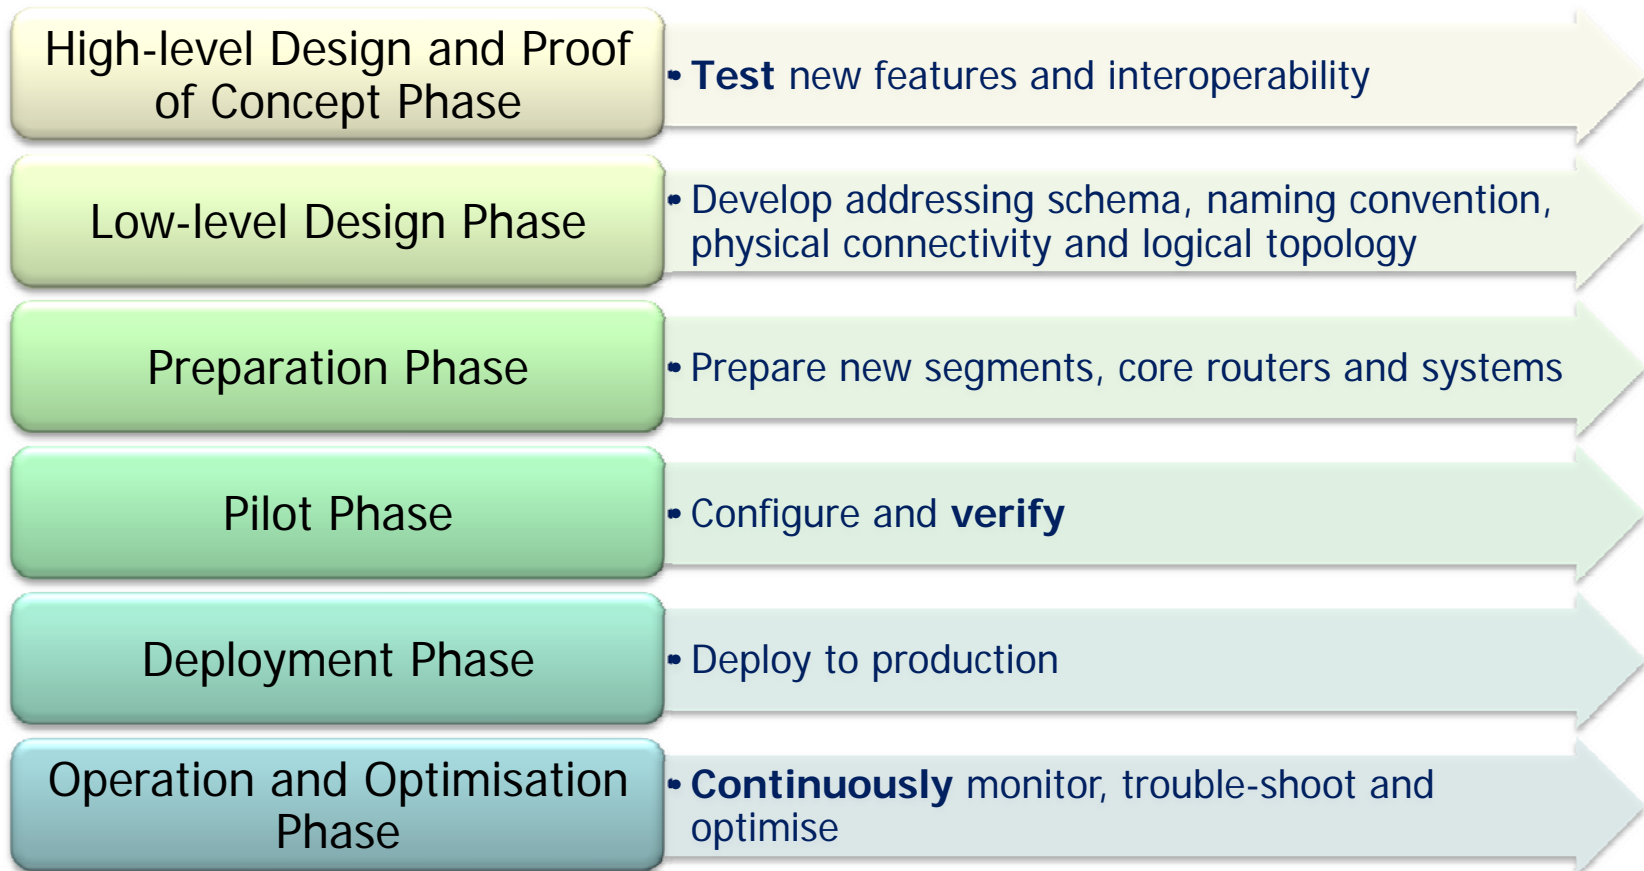 High-level Design and Proof
of Concept Phase
• Test new features and interoperability
Low-level Design Phase
• Develop addressing schema, naming convention,
physical connectivity and logical topology
Preparation Phase
• Prepare new segments, core routers and systems
Pilot Phase
• Configure and verify
Deployment Phase
• Deploy to production
Operation and Optimisation
Phase
• Continuously monitor, trouble-shoot and
optimise